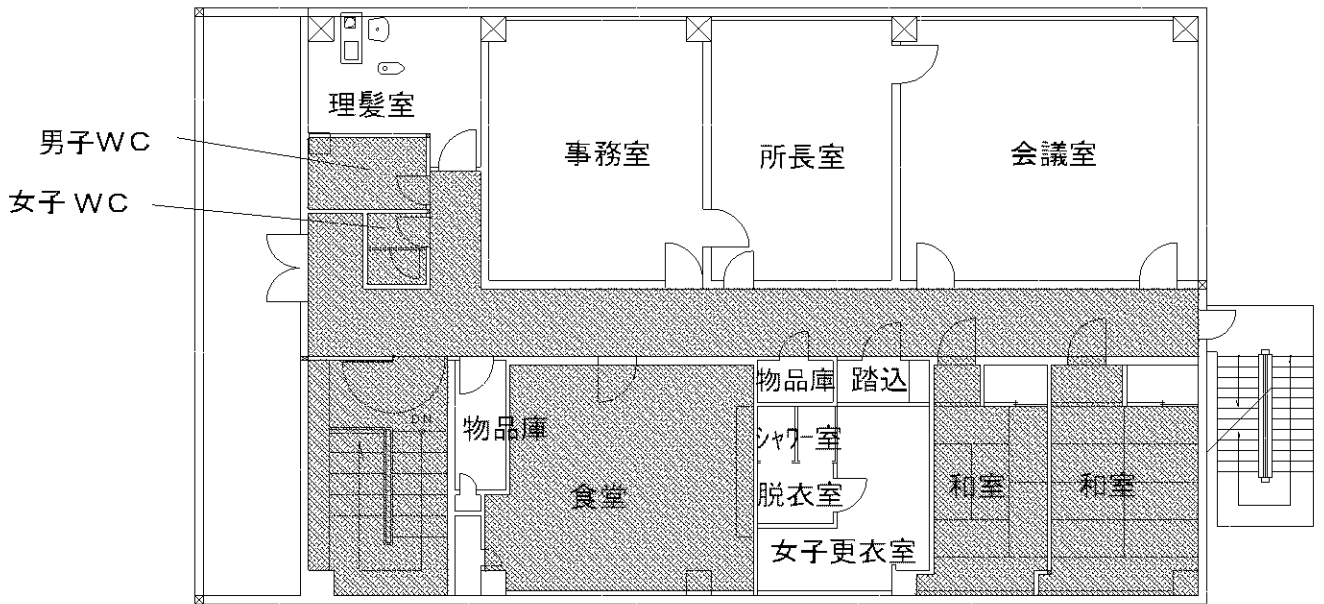 理髪室
男子WC
事務室
所長室
会議室
女子 WC
物品庫
踏込
DN
物品庫
シャワー室
脱衣室
和室
和室
食堂
女子更衣室